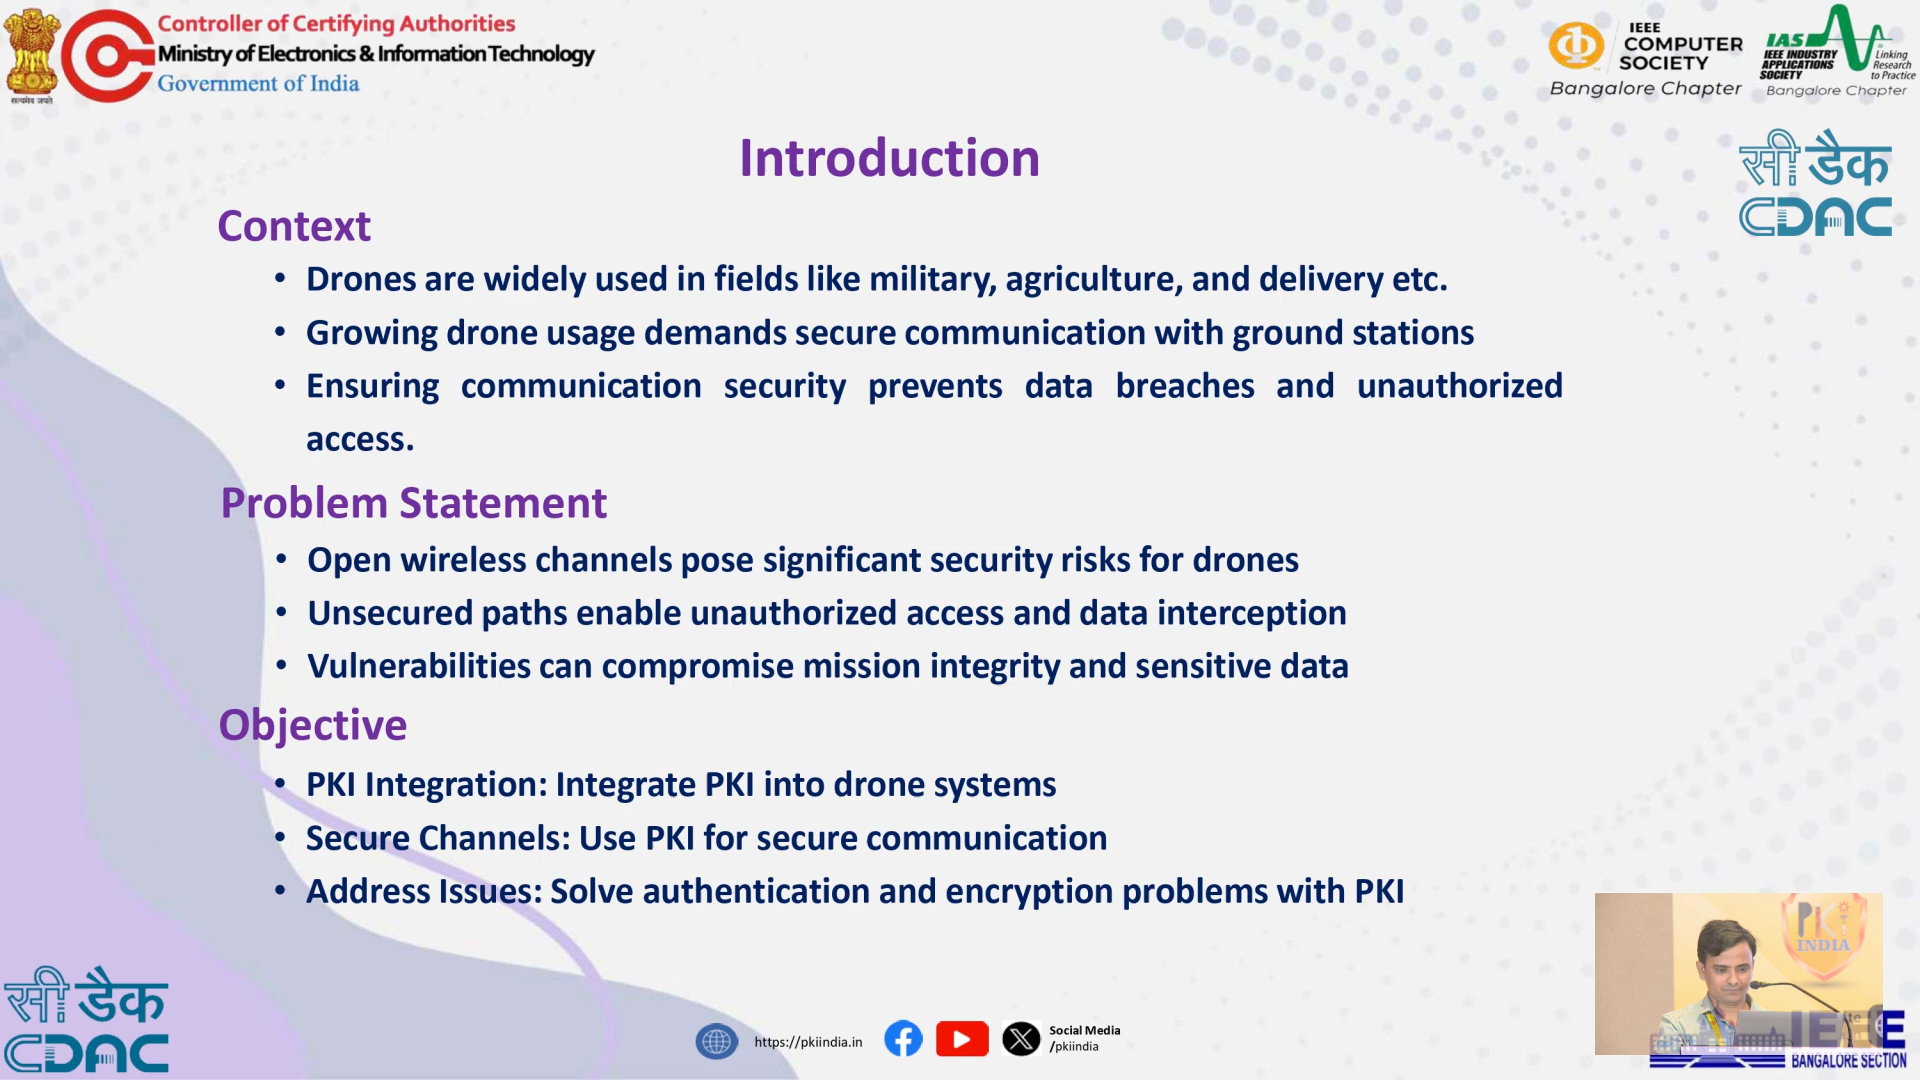 Controller of Certifying Authorities
Ministry of Electronics & Information Technology
Government of India
सत्यमेव जयते
IEEE
COMPUTER
SOCIETY
Bangalore Chapter
IAS
IEEE INDUSTRY
APPLICATIONS
SOCIETY
Linking
Research
to Practice
Bangalore Chapter
सी डैक
CDAC
Introduction
Context
• Drones are widely used in fields like military, agriculture, and delivery etc.
• Growing drone usage demands secure communication with ground stations
• Ensuring communication security prevents data breaches and unauthorized
access.
Problem Statement
• Open wireless channels pose significant security risks for drones
• Unsecured paths enable unauthorized access and data interception
• Vulnerabilities can compromise mission integrity and sensitive data
Objective
• PKI Integration: Integrate PKI into drone systems
• Secure Channels: Use PKI for secure communication
• Address Issues: Solve authentication and encryption problems with PKI
PKI
INDIA
सी डैक
CDAC
https://pkiindia.in
Social Media
/pkiindia
IEEE
BANGALORE SECTION